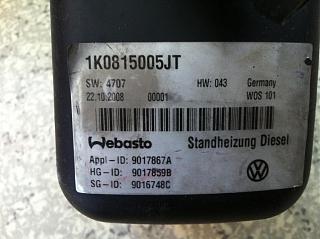 1K0815005JT
SW: 4707 HW: 043 Germany
22.10.2008 00001 WOS 101
Webasto Standheizung Diesel
Appl-ID: 9017867A
HG-ID: 9017859B
SG-ID: 9016748C